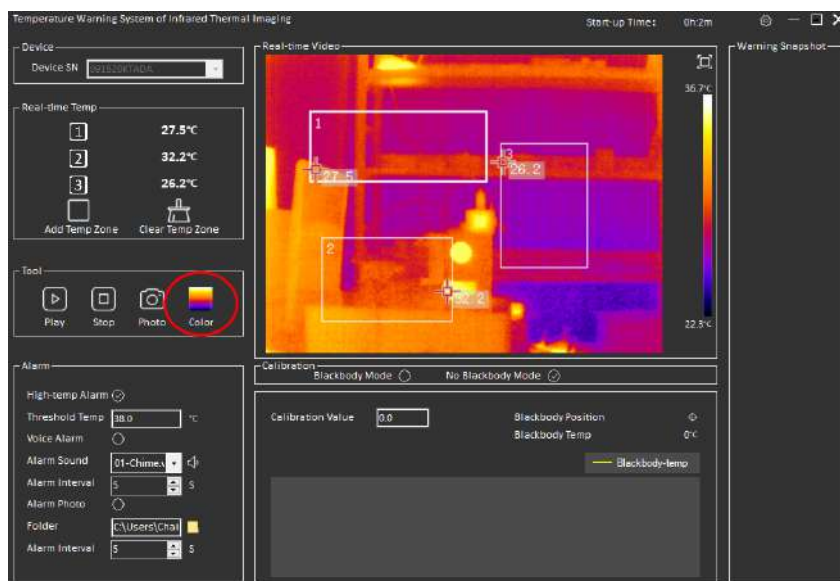 Temperature Warning System of Infrared Thermal Imaging
Start-up Time: 0h:2m
Device
Device SN
Real-time Temp
1 27.5℃
2 32.2℃
3 26.2℃
Add Temp Zone Clear Temp Zone
Tool
Play Stop Photo Color
Alarm
High-temp Alarm
Threshold Temp 38.0 ℃
Voice Alarm
Alarm Sound 01-Chime.
Alarm Interval 5 S
Alarm Photo
Folder C:\Users\Chai
Alarm Interval 5 S
Real-time Video
1
27.5
3
26.2
2
32.2
36.7℃
22.3℃
Calibration
Blackbody Mode No Blackbody Mode
Calibration Value 0.0
Blackbody Position
Blackbody Temp 0℃
Blackbody-temp
Warning Snapshot